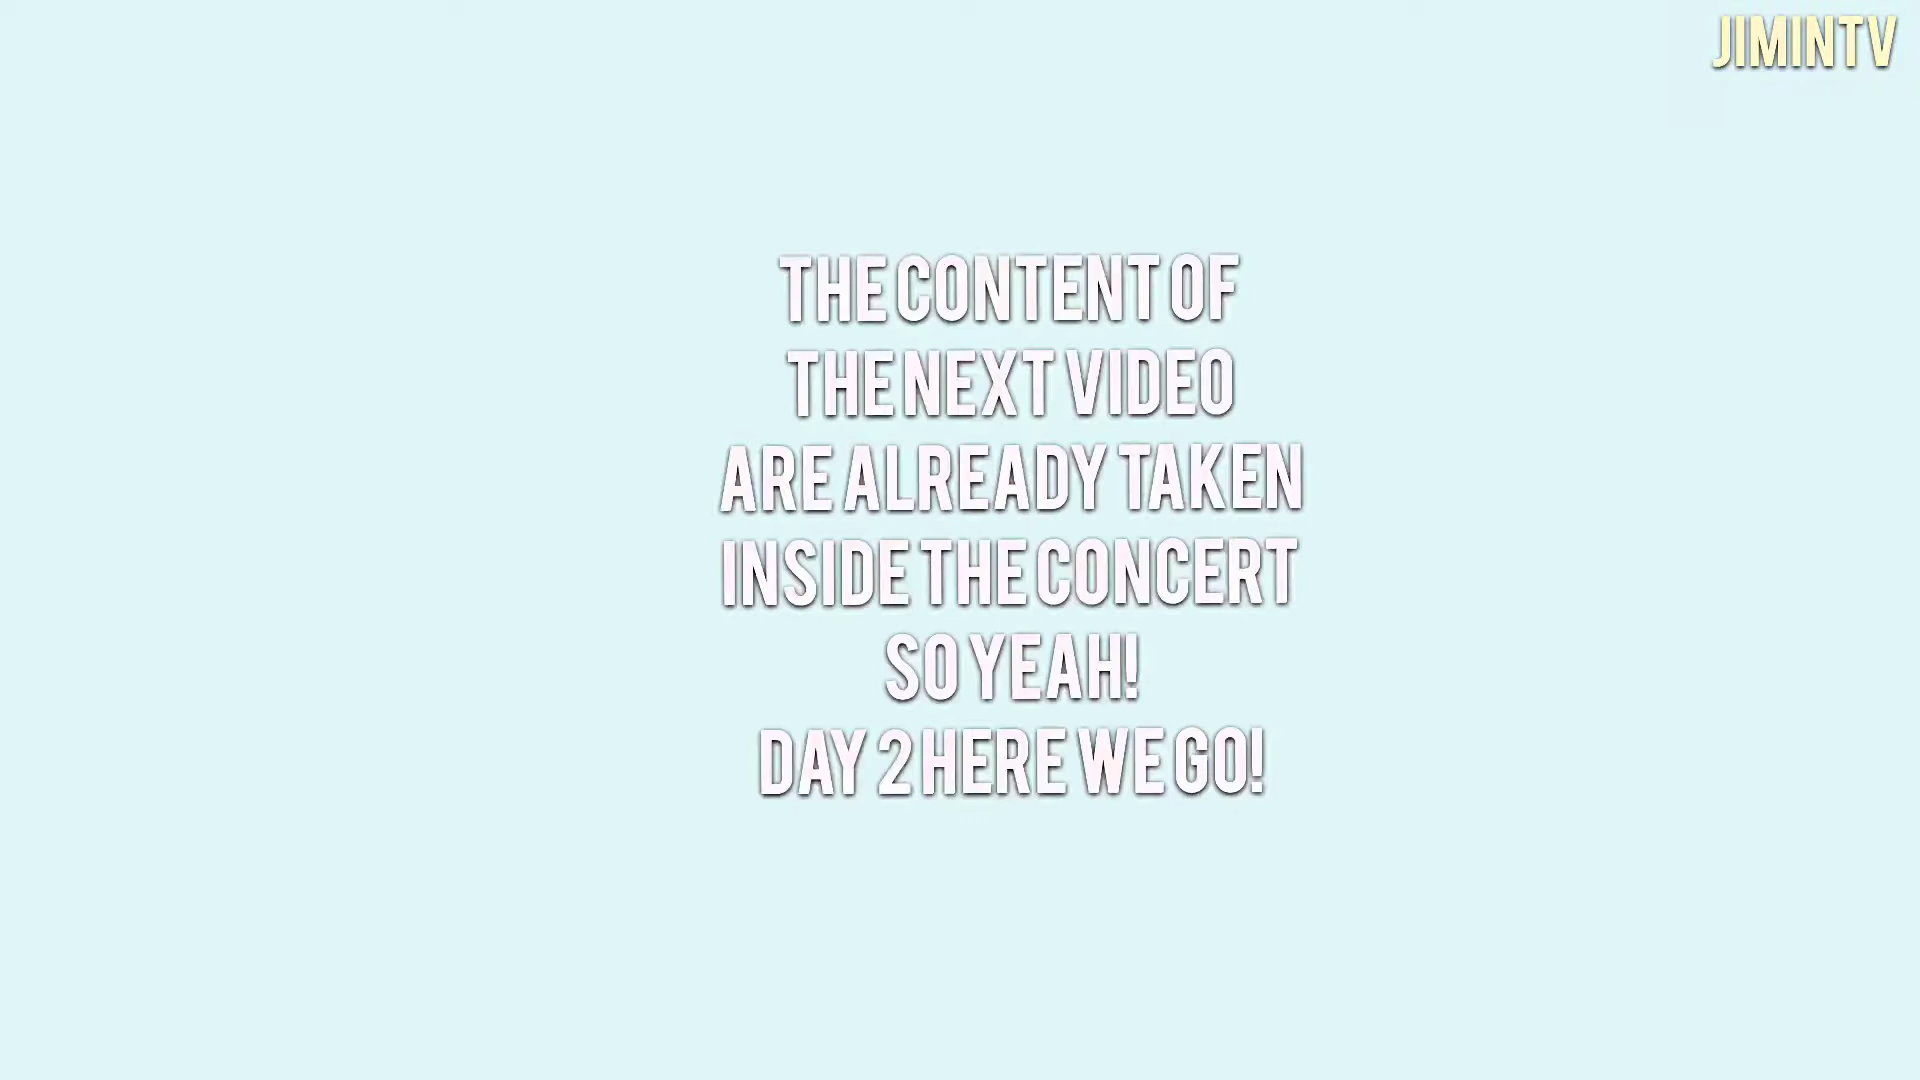 JIMINTV
THE CONTENT OF
THE NEXT VIDEO
ARE ALREADY TAKEN
INSIDE THE CONCERT
SO YEAH!
DAY 2 HERE WE GO!